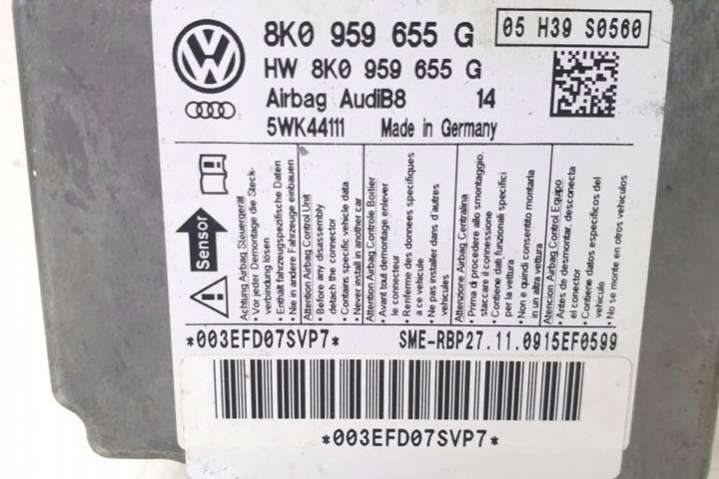 8K0 959 655 G
05 H39 S0560
HW 8K0 959 655 G
Airbag AudiB8 14
5WK44111 Made in Germany
Sensor
Achtung Airbag Steuergerät
• Vor jeder Demontage die Steck-
verbindung lösen
• Enthält fahrzeugspezifische Daten
• Nie in andere Fahrzeuge einbauen
Attention Airbag Control Unit
• Before any disassembly
detach the connector
• Contains specific vehicle data
• Never install in another car
Attention Airbag Controle Boitier
• Avant tout demontage enlever
le connecteur
• Renferme des donnees specifiques
a ce véhicule
• Ne pas installer dans d'autres
vehicules
Attenzione Airbag Centralina
• Prima di procedere allo smontaggio,
staccare il connessione
• Contiene dati funzionali specifici
per la vettura
• Non e quindi consentito montarla
in un altra vettura
Atencion Airbag Control Equipo
• Antes de desmontar, desconecta
el conector
• Contiene datos especificos del
vehiculo
• No se monte en otros vehiculos
*003EFD07SVP7* SME-RBP27.11.0915EF0599
*003EFD07SVP7*